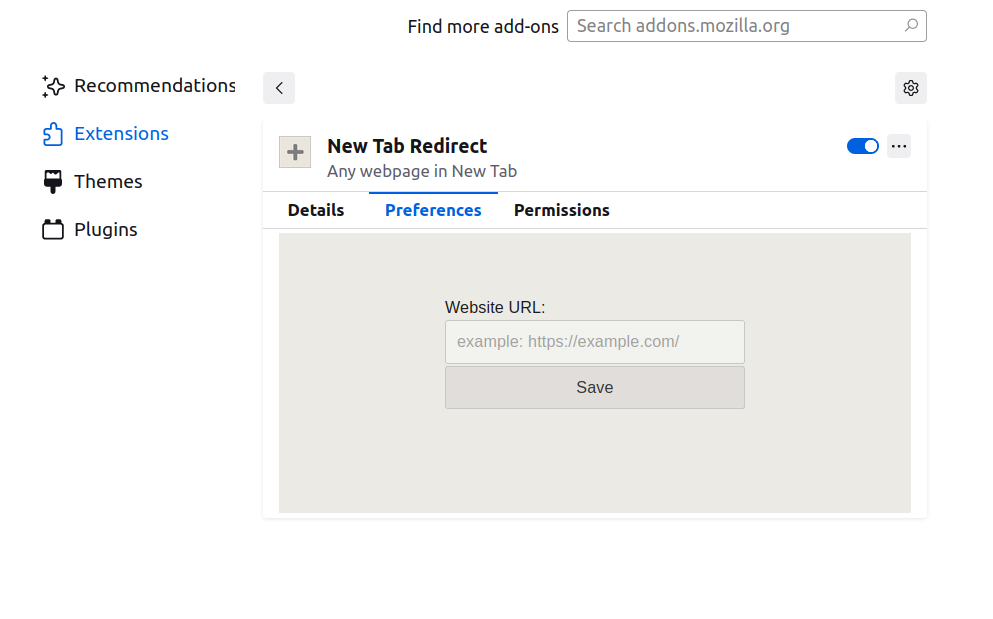 Find more add-ons
Search addons.mozilla.org
Recommendations
Extensions
Themes
Plugins
New Tab Redirect
Any webpage in New Tab
Details Preferences Permissions
Website URL:
example: https://example.com/
Save